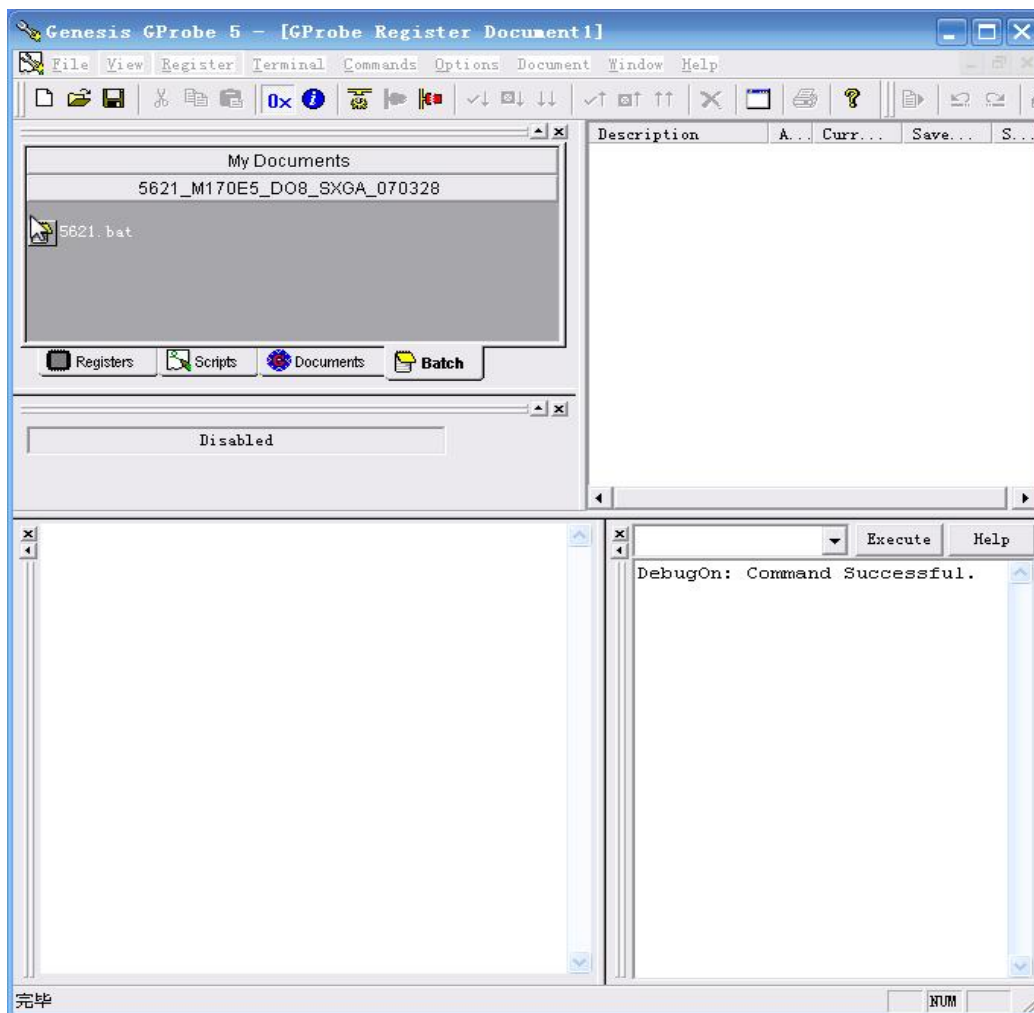 Genesis GProbe 5 - [GProbe Register Document1]
File View Register Terminal Commands Options Document Window Help
0x
Description A... Curr... Save... S...
My Documents
5621_M170E5_DO8_SXGA_070328
5621.bat
Registers Scripts Documents Batch
Disabled
Execute Help
DebugOn: Command Successful.
完毕 NUM